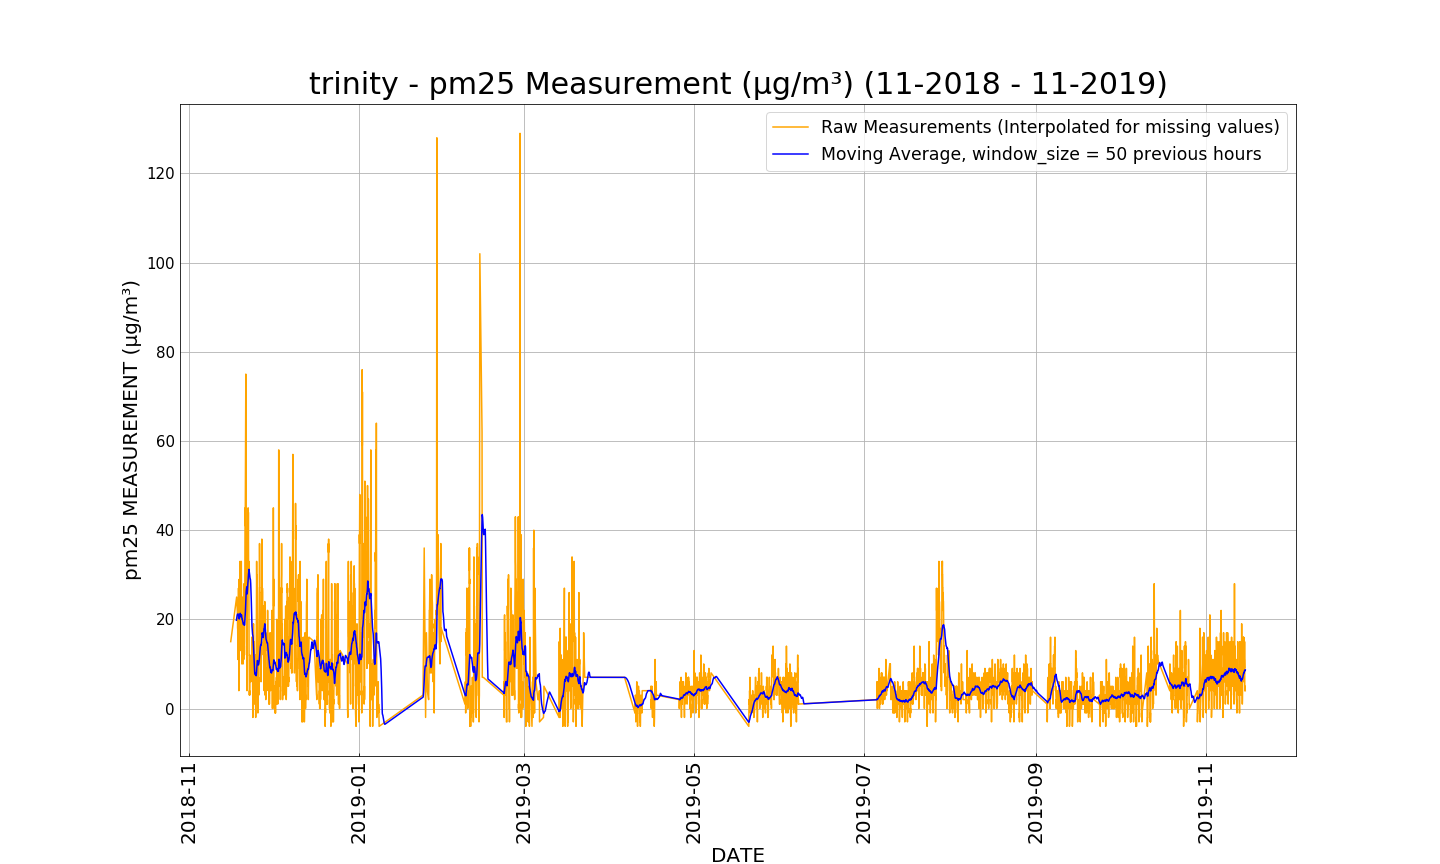 trinity - pm25 Measurement (µg/m³) (11-2018 - 11-2019)
Raw Measurements (Interpolated for missing values)
Moving Average, window_size = 50 previous hours
pm25 MEASUREMENT (µg/m³)
120
100
80
60
40
20
0
2018-11
2019-01
2019-03
2019-05
2019-07
2019-09
2019-11
DATE